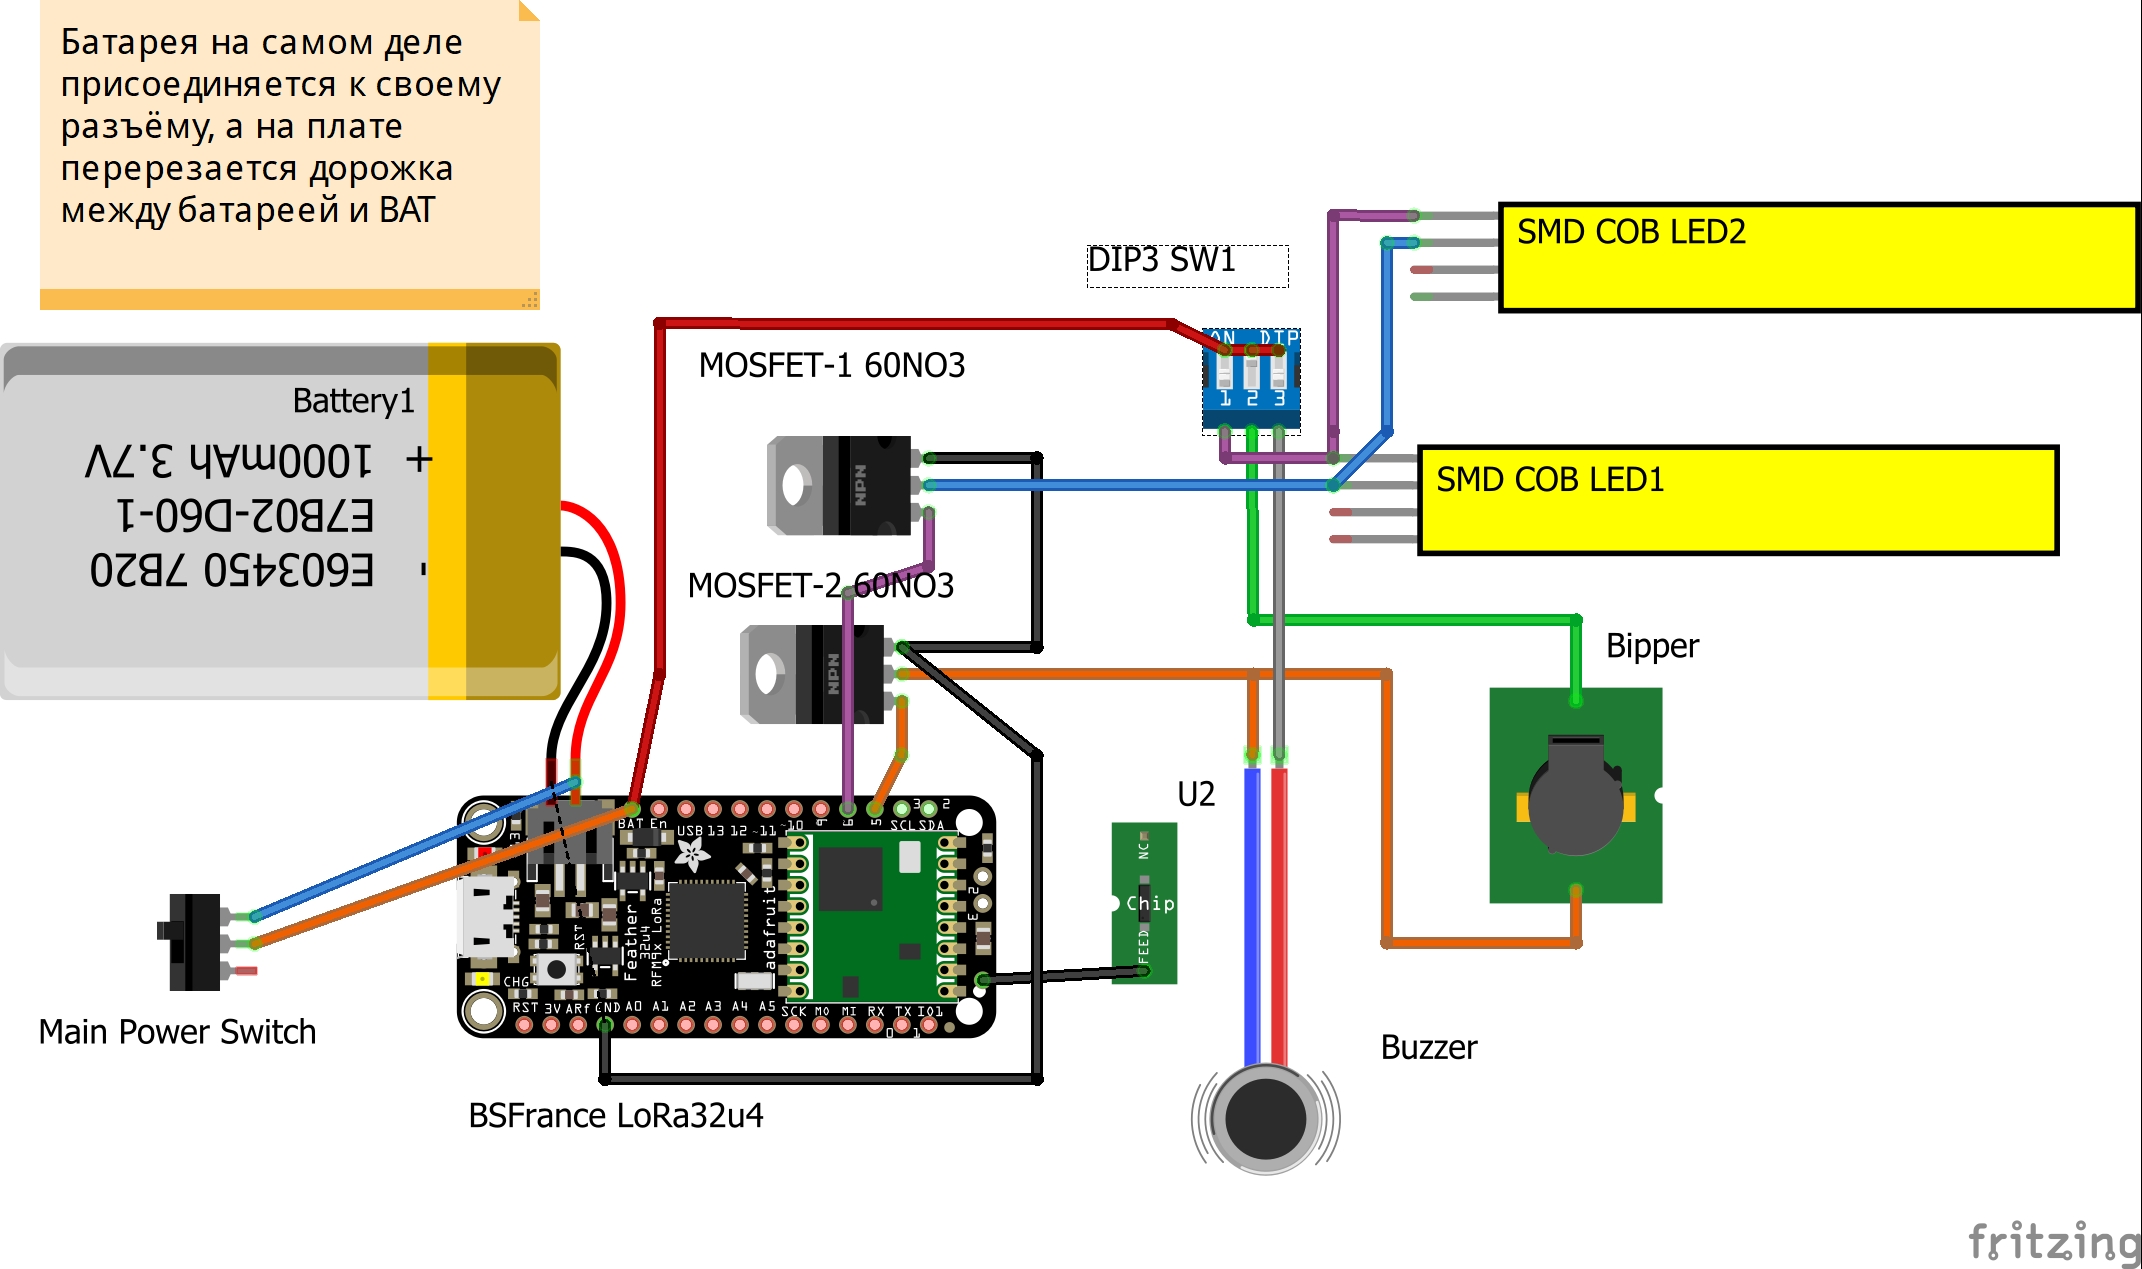 Батарея на самом деле
присоединяется к своему
разъёму, а на плате
перерезается дорожка
между батареей и BAT
SMD COB LED2
DIP3 SW1
ON DIP
1 2 3
MOSFET-1 60NO3
Battery1
+ 1000mAh 3.7V
E7B02-D60-1
- E603450 7B20
NPN
SMD COB LED1
MOSFET-2 60NO3
NPN
Bipper
U2
BAT En USB 13 12 ~11 ~10 9 6 5 SCL SDA
3 2
NC
Chip
FEED
adafruit
Feather
32u4
RFM9x LoRa
RST
CHG
RST 3V ARf GND A0 A1 A2 A3 A4 A5 SCK MO MI RX TX IO1
0 1
Main Power Switch
Buzzer
BSFrance LoRa32u4
fritzing